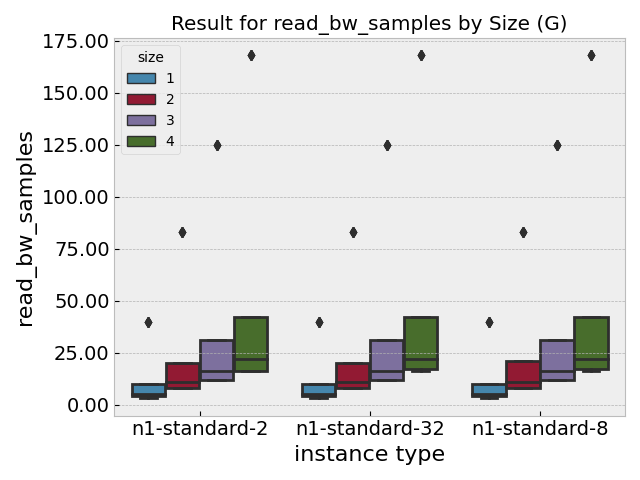 Result for read_bw_samples by Size (G)
175.00
150.00
125.00
100.00
75.00
50.00
25.00
0.00
read_bw_samples
size
1
2
3
4
n1-standard-2 n1-standard-32 n1-standard-8
instance type